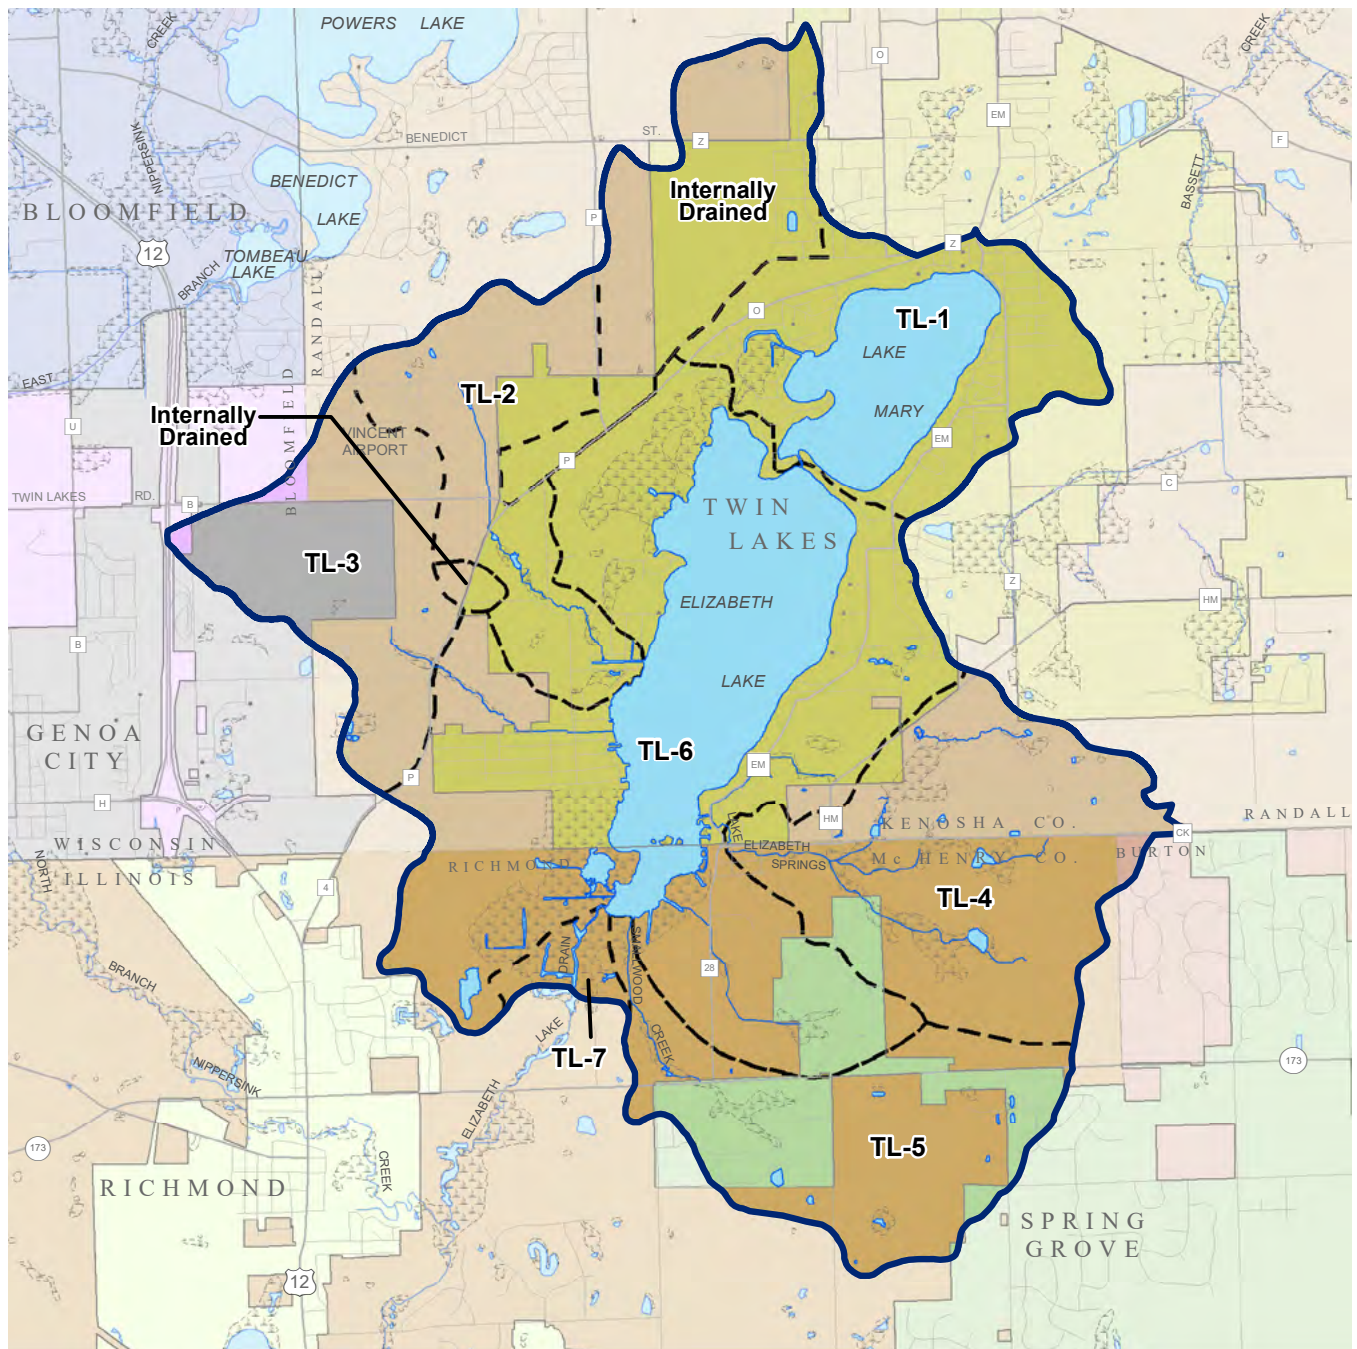 POWERS LAKE
CREEK
O
CREEK
EM
F
BENEDICT
ST.
Z
NIPPERSINK
BENEDICT
LAKE
Internally
Drained
BASSETT
BLOOMFIELD
P
12
TOMBEAU
LAKE
Z
BRANCH
RANDALL
O
TL-1
LAKE
MARY
EAST
BLOOMFIELD
TL-2
Internally
Drained
U
VINCENT
AIRPORT
EM
P
TWIN LAKES
RD.
B
C
TWIN
LAKES
TL-3
Z
HM
ELIZABETH
B
LAKE
GENOA
CITY
TL-6
EM
P
H
HM
LAKE
KENOSHA CO.
RANDALL
CK
WISCONSIN
ELIZABETH
SPRINGS
McHENRY CO.
BURTON
NORTH
RICHMOND
ILLINOIS
4
TL-4
DRAIN
SMALLWOOD
28
BRANCH
LAKE
CREEK
TL-7
173
NIPPERSINK
ELIZABETH
173
TL-5
CREEK
RICHMOND
SPRING
GROVE
12